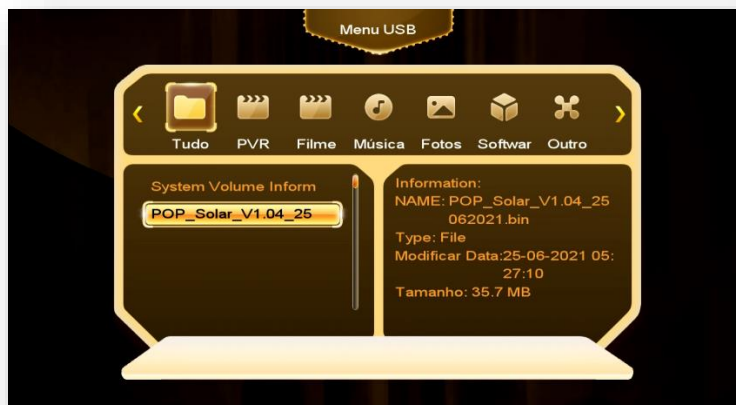 Menu USB
Tudo PVR Filme Música Fotos Softwar Outro
System Volume Inform
POP_Solar_V1.04_25
Information:
NAME: POP_Solar_V1.04_25
062021.bin
Type: File
Modificar Data:25-06-2021 05:
27:10
Tamanho: 35.7 MB